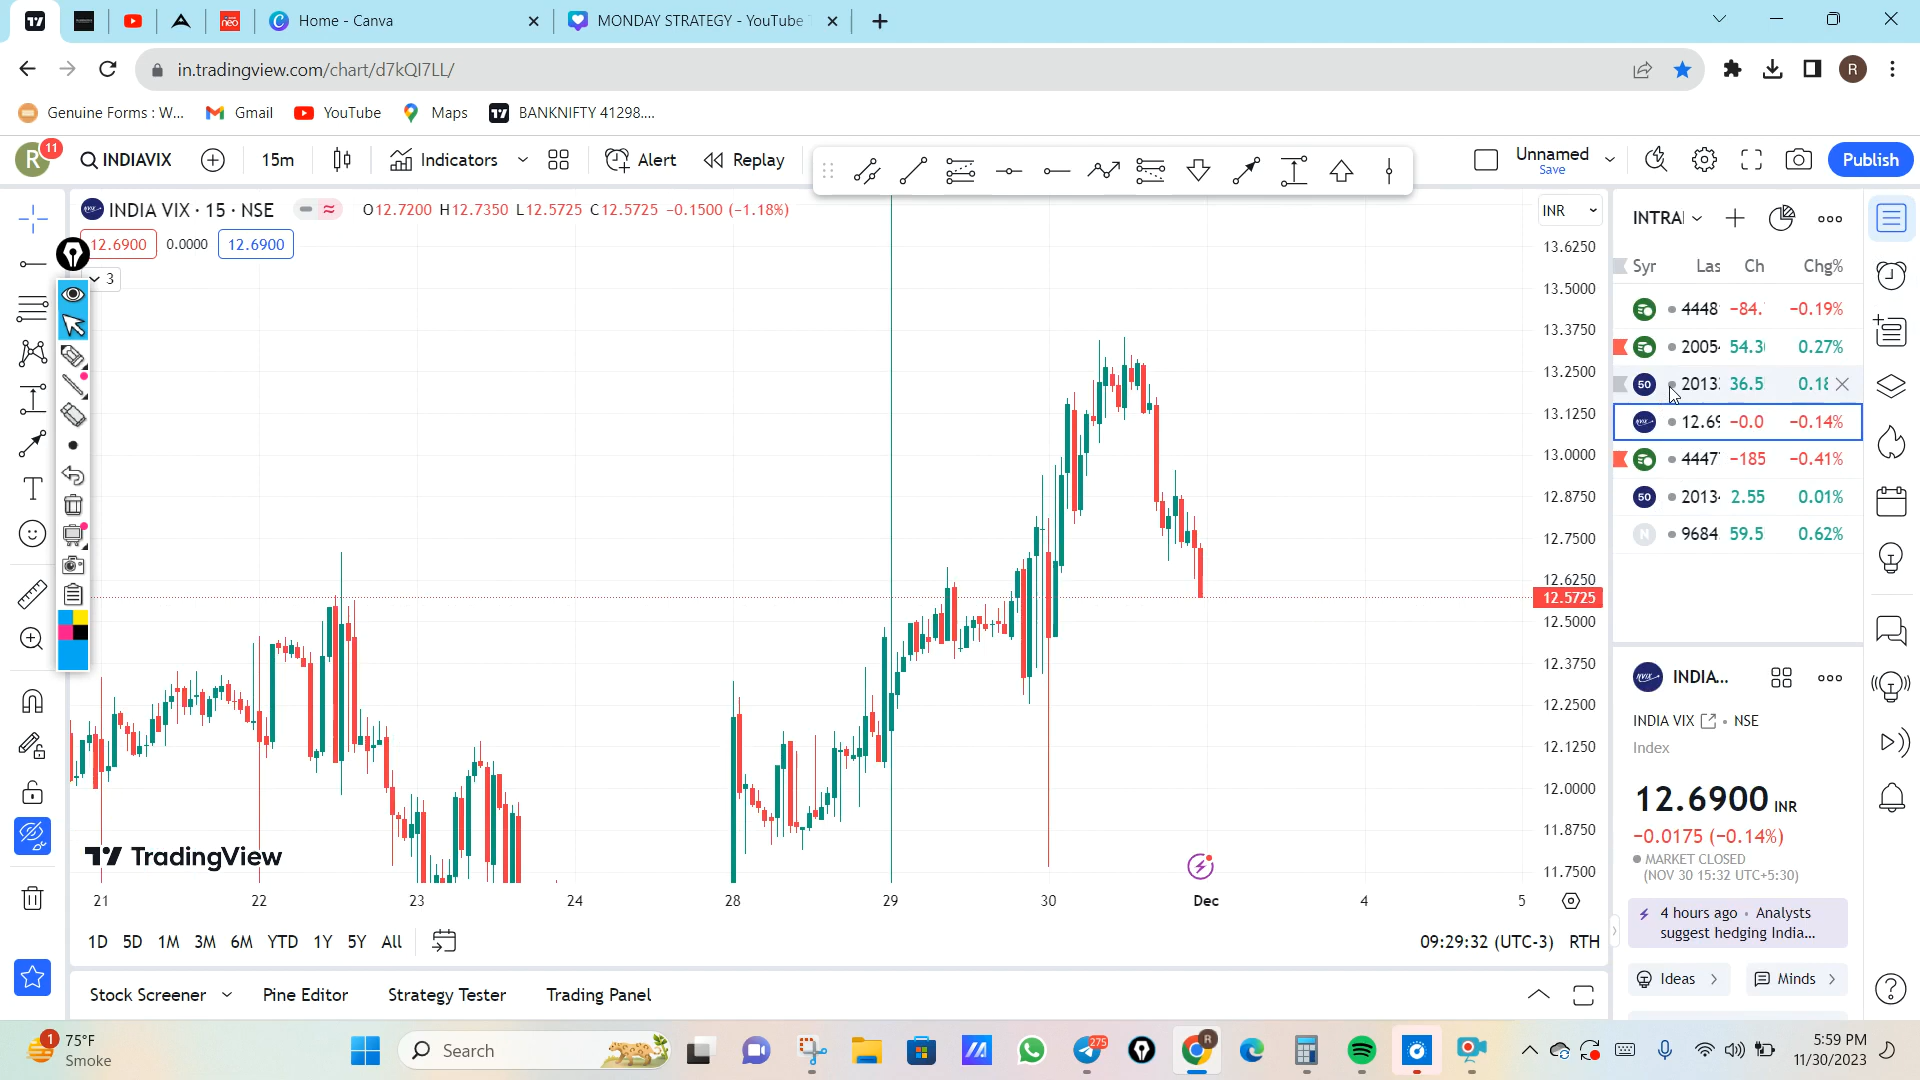 Home - Canva
MONDAY STRATEGY - YouTube T
in.tradingview.com/chart/d7kQI7LL/
R
Genuine Forms : W...
Gmail
YouTube
Maps
BANKNIFTY 41298....
R 11
INDIAVIX
15m
Indicators
Alert
Replay
Unnamed
Save
Publish
INDIA VIX · 15 · NSE
O12.7200 H12.7350 L12.5725 C12.5725 −0.1500 (−1.18%)
12.6900
0.0000
12.6900
3
INR
13.6250
13.5000
13.3750
13.2500
13.1250
13.0000
12.8750
12.7500
12.6250
12.5725
12.5000
12.3750
12.2500
12.1250
12.0000
11.8750
11.7500
TradingView
21 22 23 24 28 29 30 Dec 4 5
1D 5D 1M 3M 6M YTD 1Y 5Y All
09:29:32 (UTC-3) RTH
Stock Screener
Pine Editor
Strategy Tester
Trading Panel
INTRA
Syr Las Ch Chg%
4448 −84. −0.19%
2005 54.3 0.27%
50 2013 36.5 0.18
12.69 −0.0 −0.14%
4447 −185 −0.41%
50 2013 2.55 0.01%
N 9684 59.5 0.62%
INDIA...
INDIA VIX • NSE
Index
12.6900 INR
−0.0175 (−0.14%)
MARKET CLOSED
(NOV 30 15:32 UTC+5:30)
4 hours ago • Analysts
suggest hedging India...
Ideas
Minds
1
75°F
Smoke
Search
275
R
5:59 PM
11/30/2023